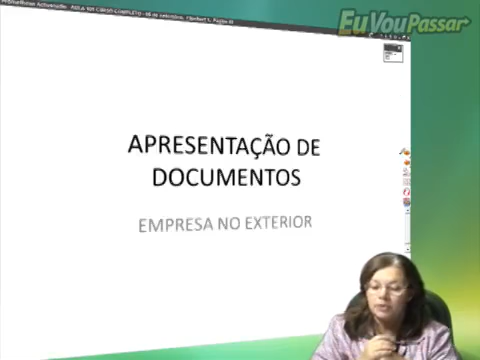 EuVouPassar
APRESENTAÇÃO DE
DOCUMENTOS
EMPRESA NO EXTERIOR